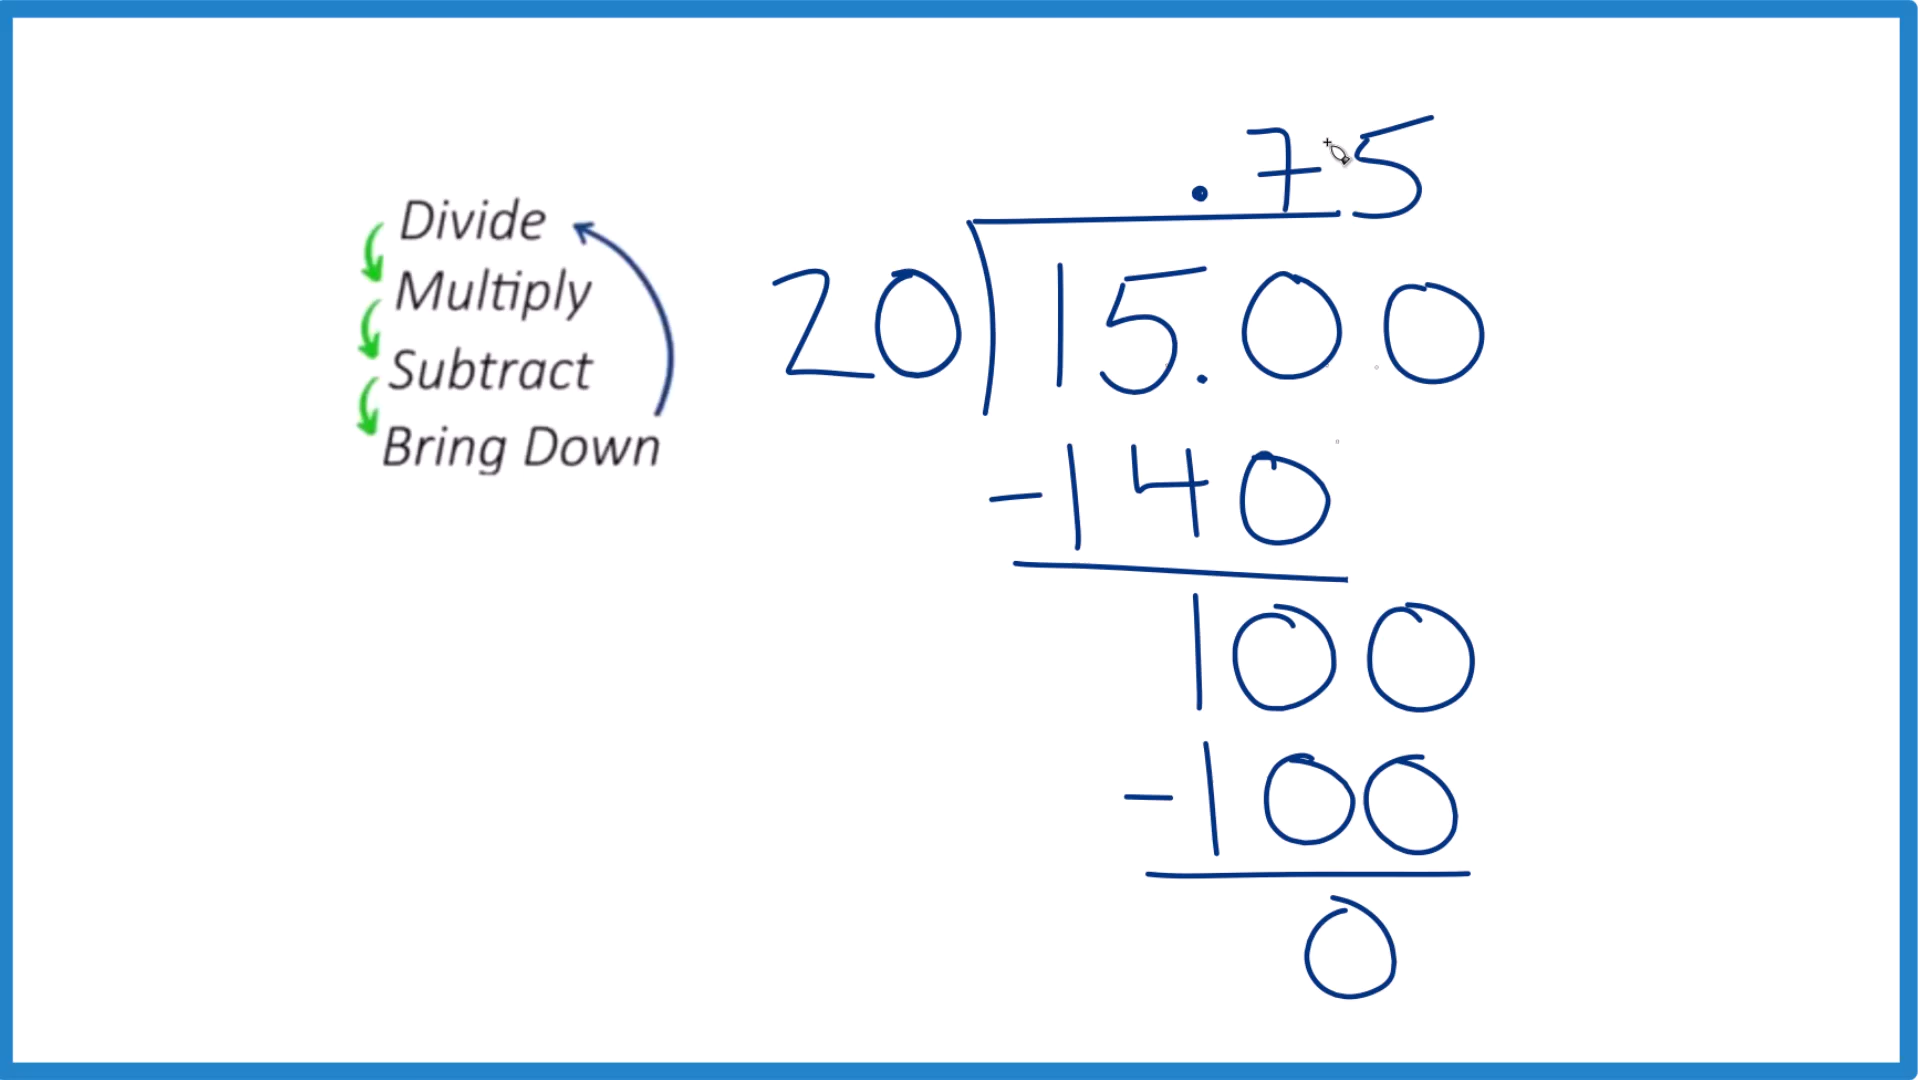 Divide
Multiply
Subtract
Bring Down
.75
20)15.00
-140
100
-100
0